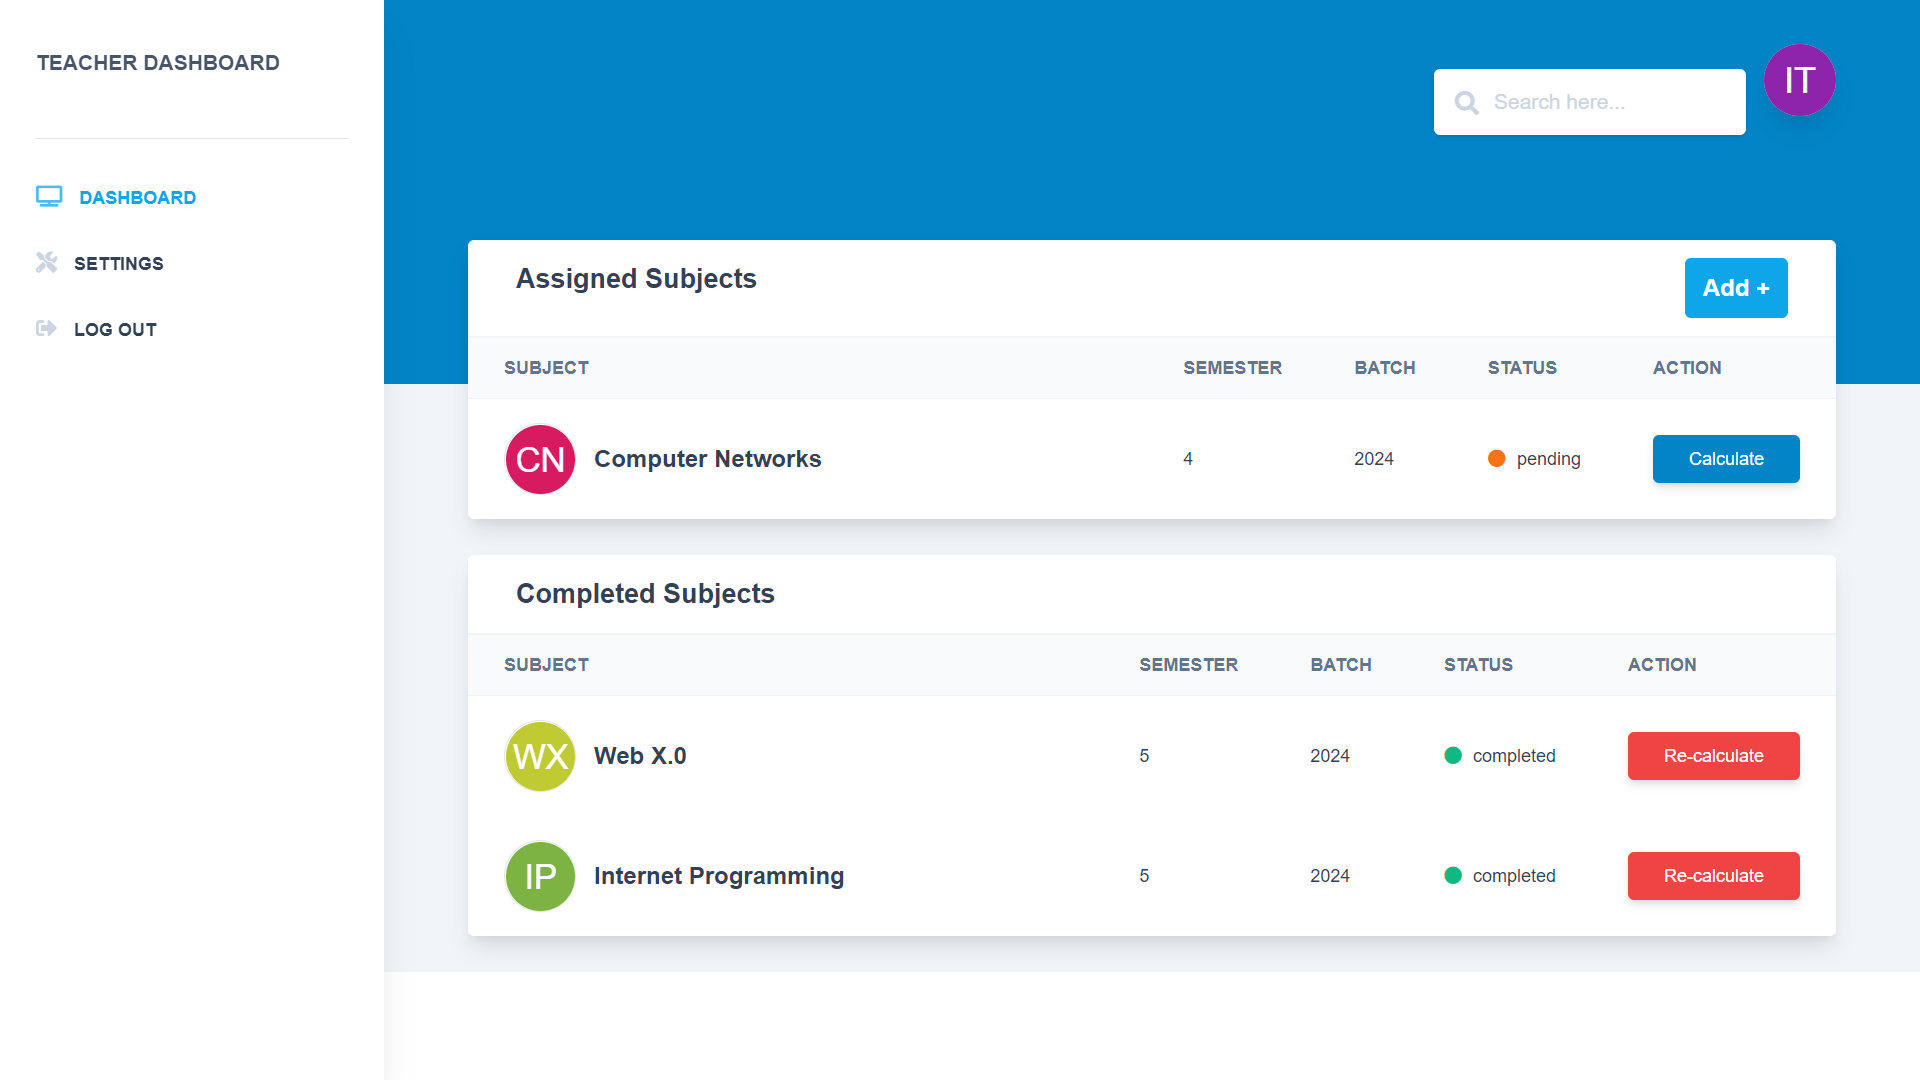 TEACHER DASHBOARD
DASHBOARD
SETTINGS
LOG OUT
Search here...
IT
Assigned Subjects
Add +
SUBJECT SEMESTER BATCH STATUS ACTION
CN Computer Networks 4 2024 pending Calculate
Completed Subjects
SUBJECT SEMESTER BATCH STATUS ACTION
WX Web X.0 5 2024 completed Re-calculate
IP Internet Programming 5 2024 completed Re-calculate